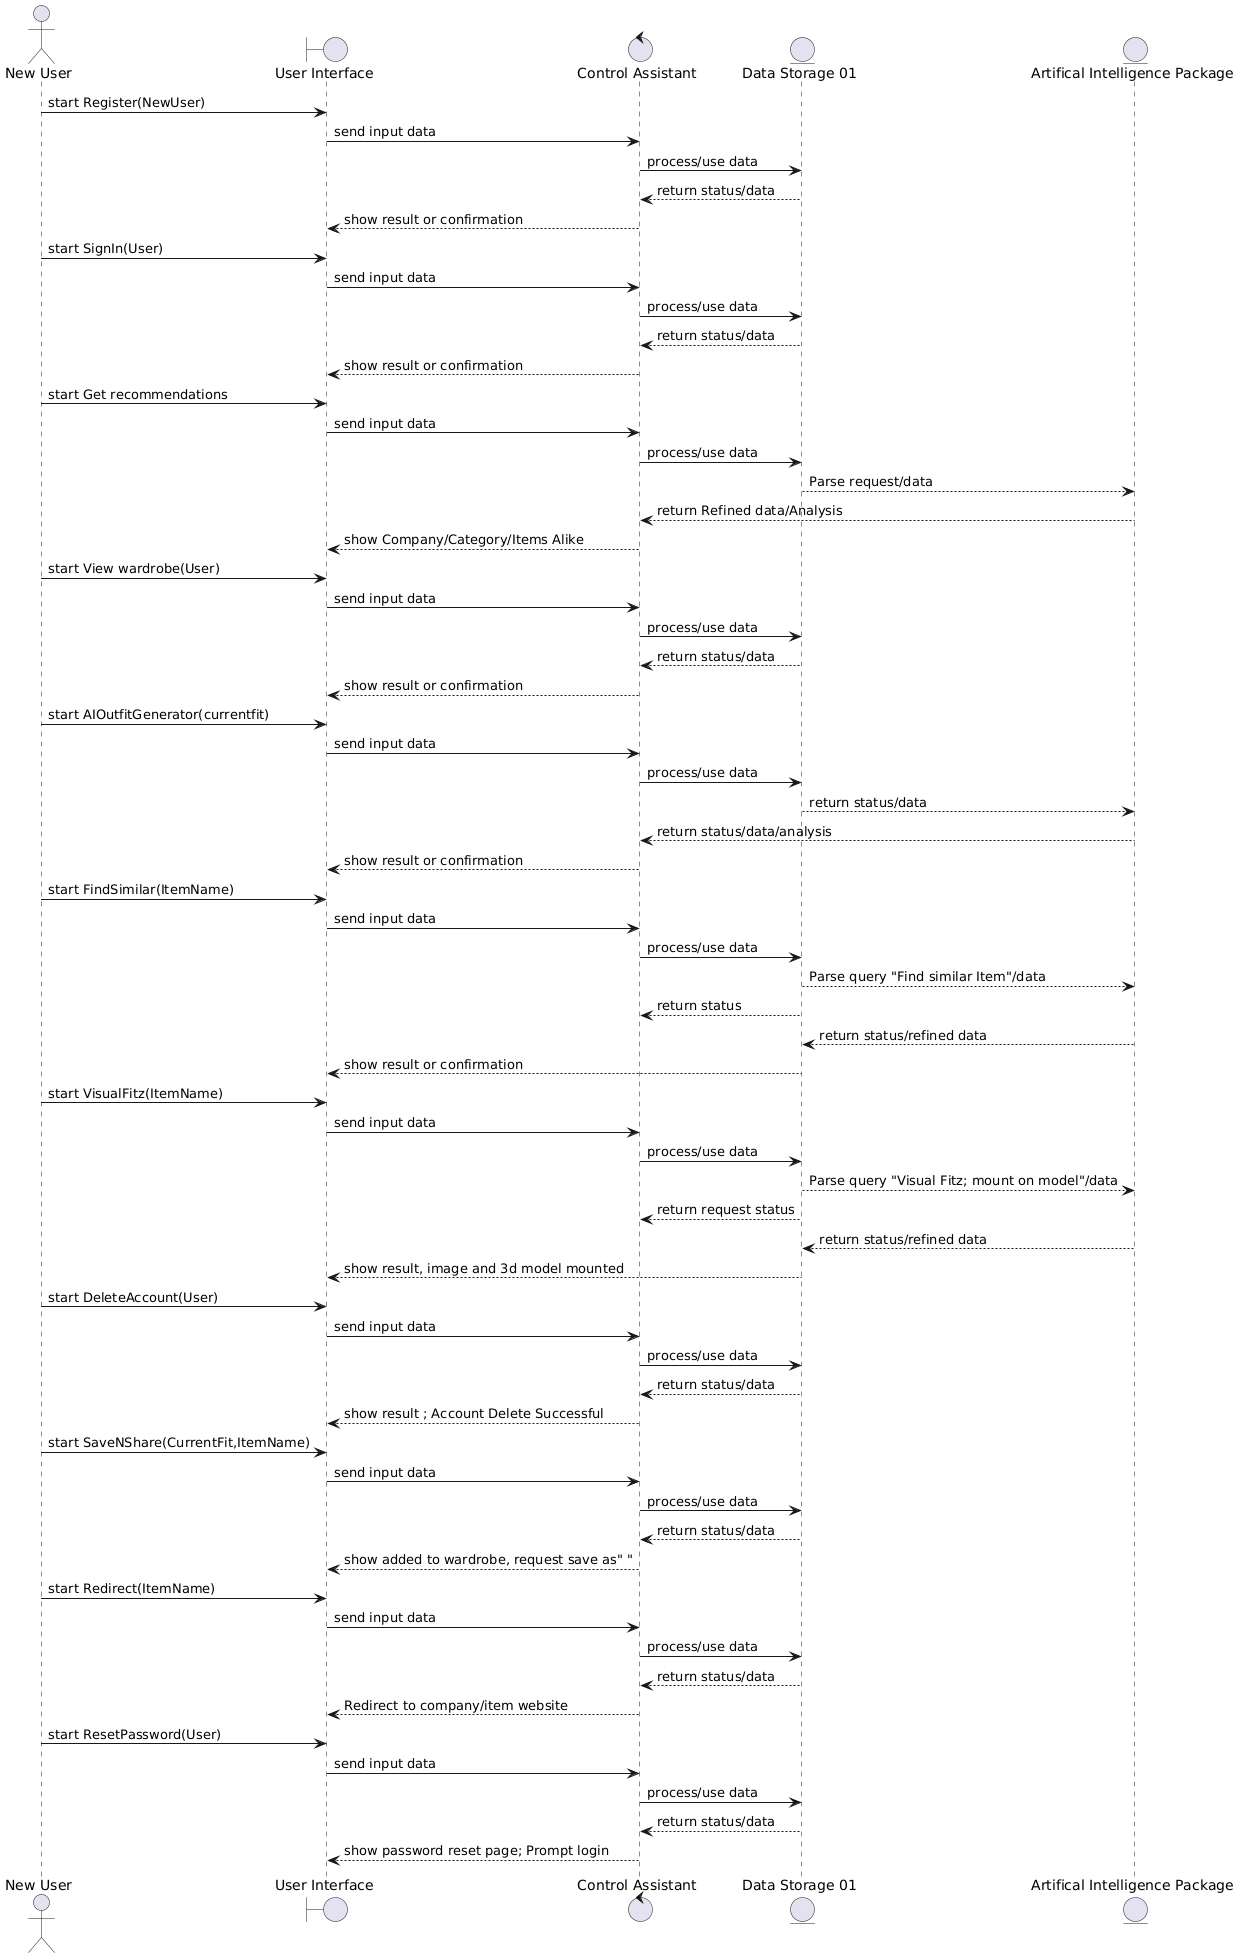 New User
User Interface
Control Assistant
Data Storage 01
Artifical Intelligence Package
start Register(NewUser)
send input data
process/use data
return status/data
show result or confirmation
start SignIn(User)
send input data
process/use data
return status/data
show result or confirmation
start Get recommendations
send input data
process/use data
Parse request/data
return Refined data/Analysis
show Company/Category/Items Alike
start View wardrobe(User)
send input data
process/use data
return status/data
show result or confirmation
start AIOutfitGenerator(currentfit)
send input data
process/use data
return status/data
return status/data/analysis
show result or confirmation
start FindSimilar(ItemName)
send input data
process/use data
Parse query "Find similar Item"/data
return status
return status/refined data
show result or confirmation
start VisualFitz(ItemName)
send input data
process/use data
Parse query "Visual Fitz; mount on model"/data
return request status
return status/refined data
show result, image and 3d model mounted
start DeleteAccount(User)
send input data
process/use data
return status/data
show result ; Account Delete Successful
start SaveNShare(CurrentFit,ItemName)
send input data
process/use data
return status/data
show added to wardrobe, request save as" "
start Redirect(ItemName)
send input data
process/use data
return status/data
Redirect to company/item website
start ResetPassword(User)
send input data
process/use data
return status/data
show password reset page; Prompt login
New User
User Interface
Control Assistant
Data Storage 01
Artifical Intelligence Package